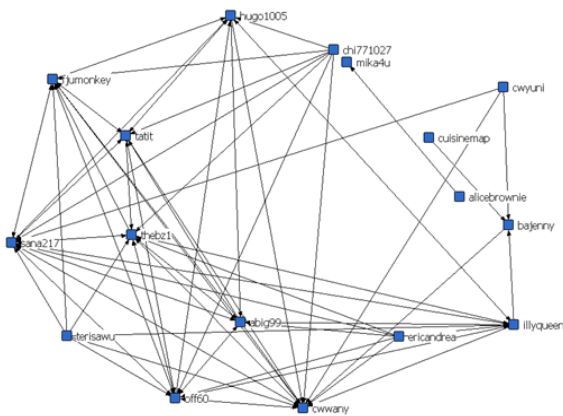 hugo1005
chi771027
mika4u
fjumonkey
cwyuni
tatit
cuisinemap
alicebrownie
bajenny
sana217
thebz1
abig99
illyqueen
terisawu
ericandrea
off60
cwwany